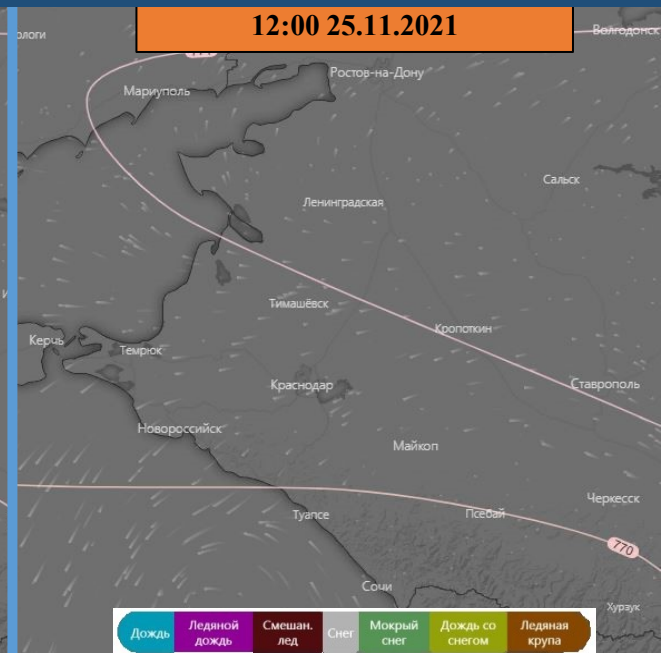 12:00 25.11.2021
ологи
Волгодонск
Ростов-на-Дону
Мариуполь
Сальск
Ленинградская
Тимашёвск
Кропоткин
Керчь
Темрюк
Краснодар
Ставрополь
Новороссийск
Майкоп
Черкесск
Туапсе
Псебай
770
Сочи
Хурзук
Дождь
Ледяной дождь
Смешан. лед
Снег
Мокрый снег
Дождь со снегом
Ледяная крупа